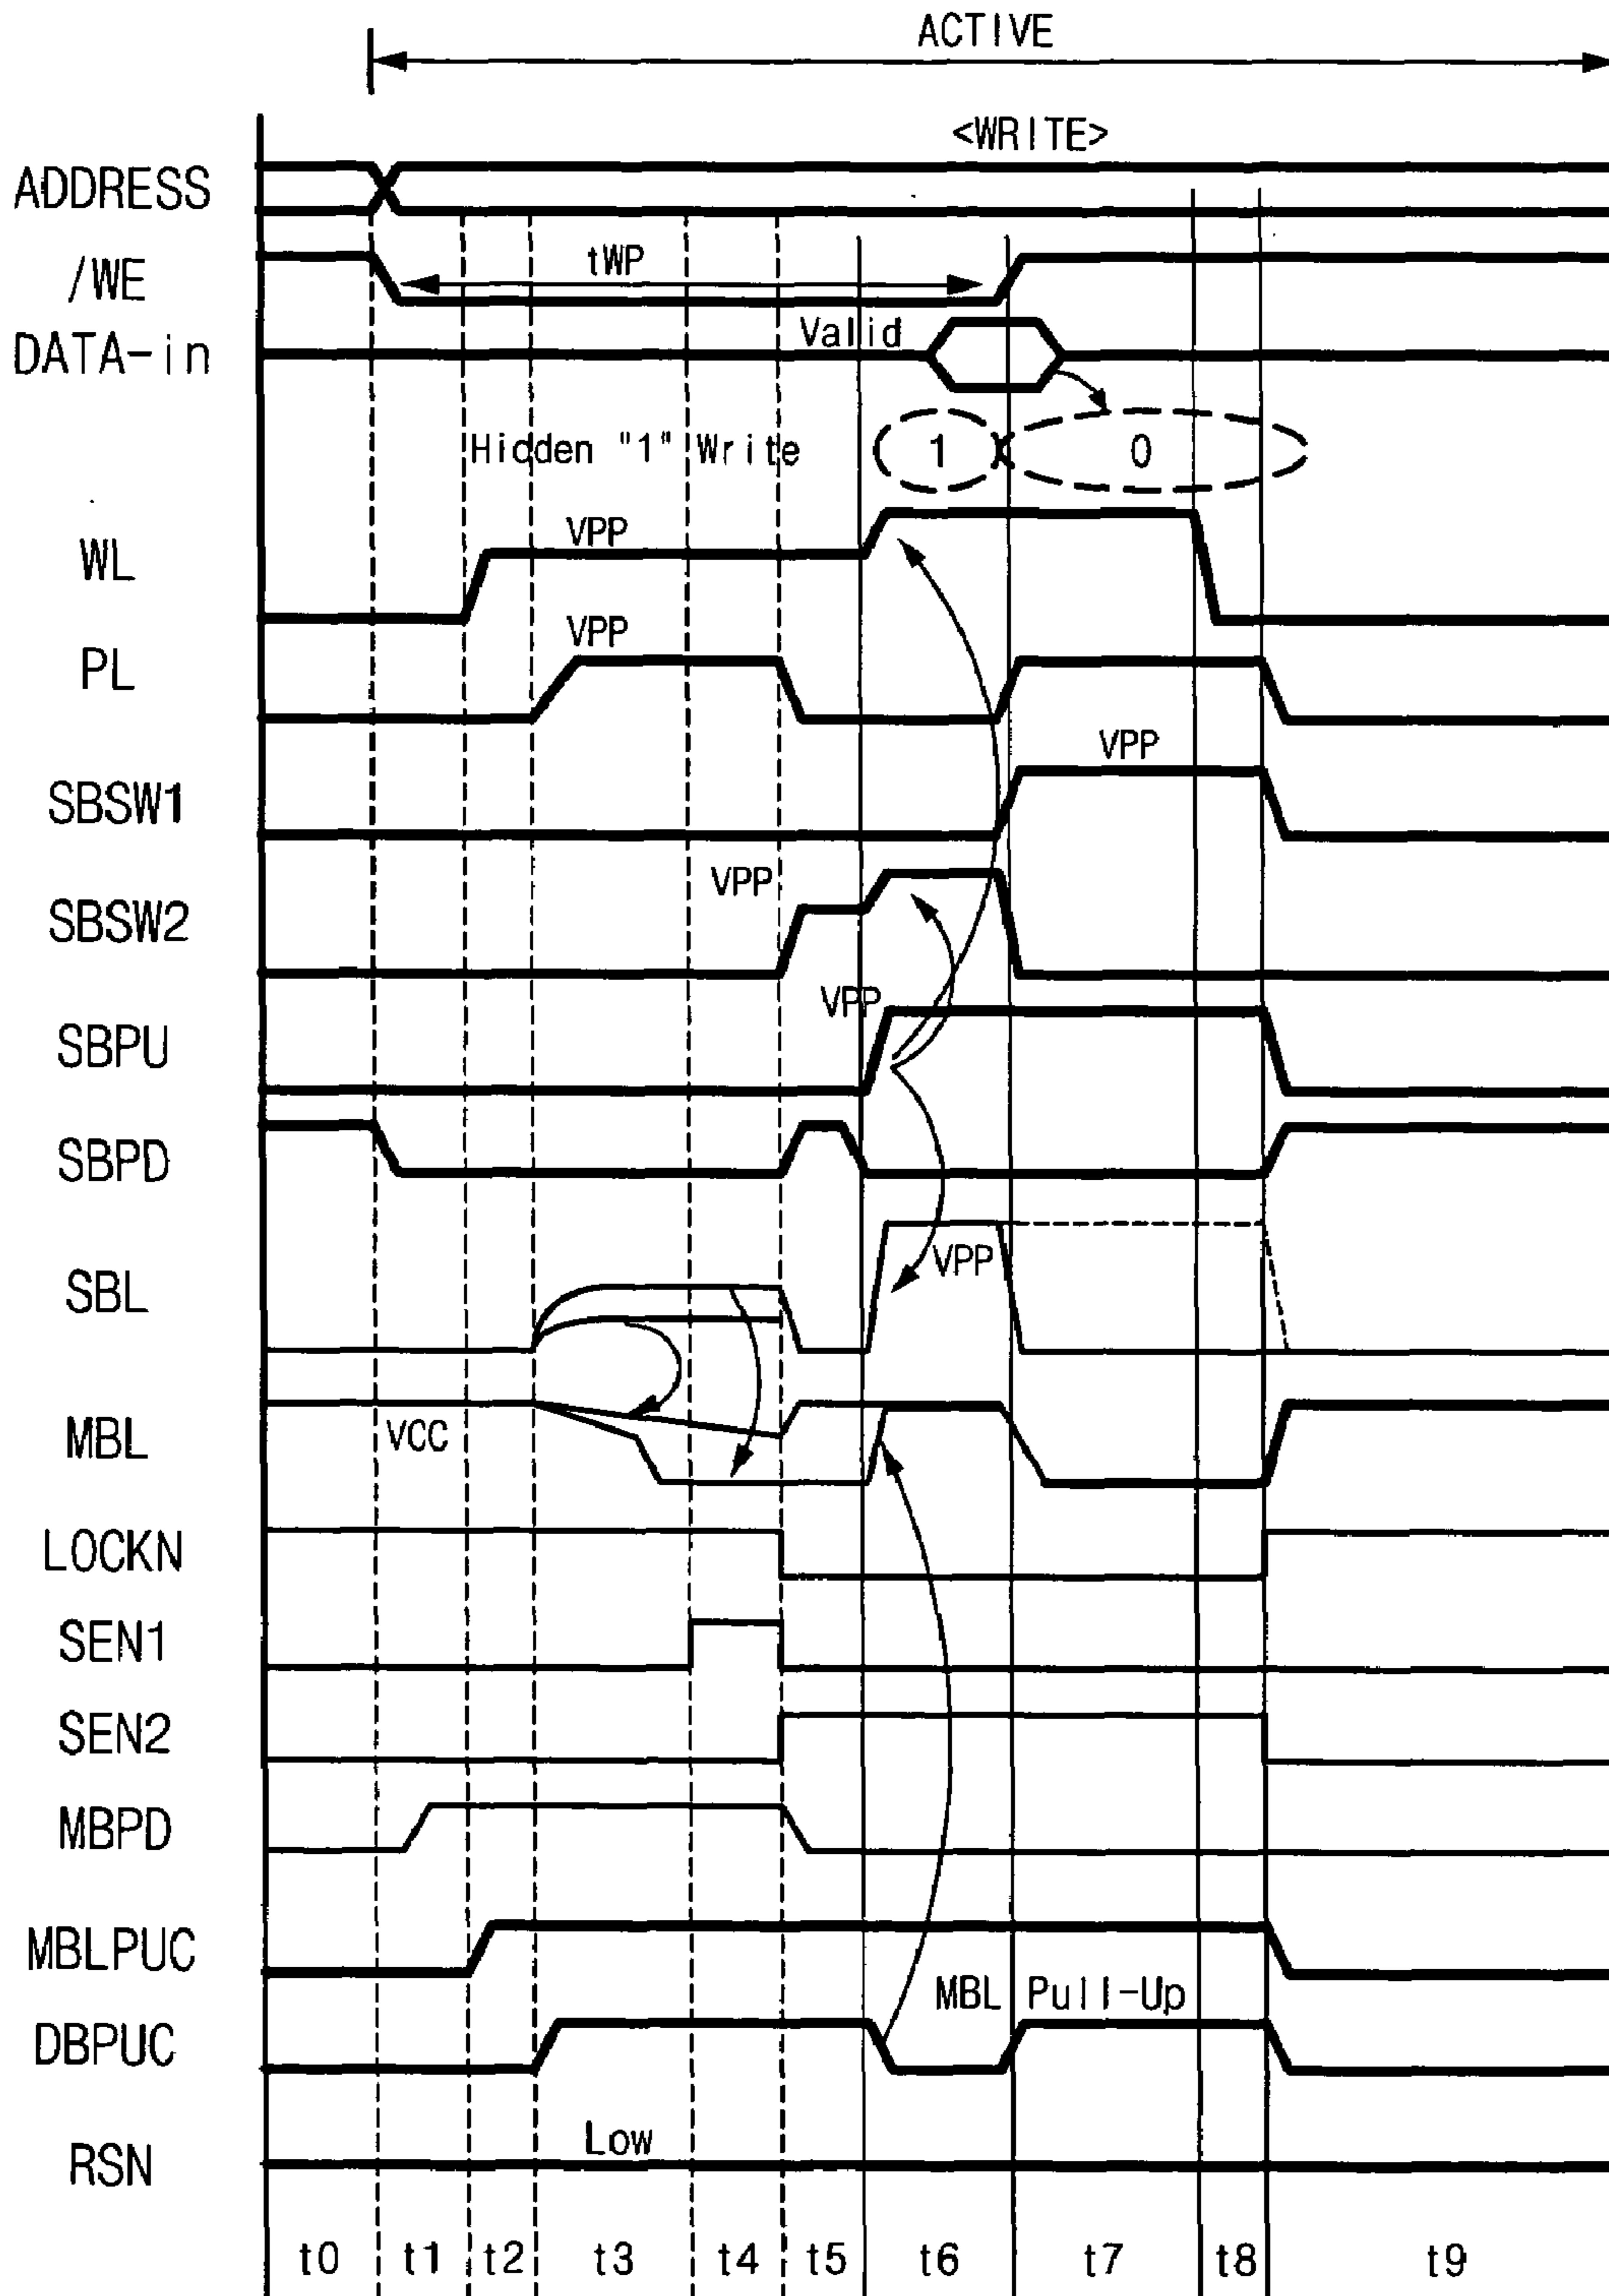 ACTIVE
<WRITE>
ADDRESS
/WE
tWP
DATA-in
Valid
Hidden "1" Write
1
0
WL
VPP
PL
VPP
SBSW1
VPP
SBSW2
VPP
SBPU
VPP
SBPD
SBL
VPP
MBL
VCC
LOCKN
SEN1
SEN2
MBPD
MBLPUC
MBL Pull-Up
DBPUC
RSN
Low
t0 t1 t2 t3 t4 t5 t6 t7 t8 t9